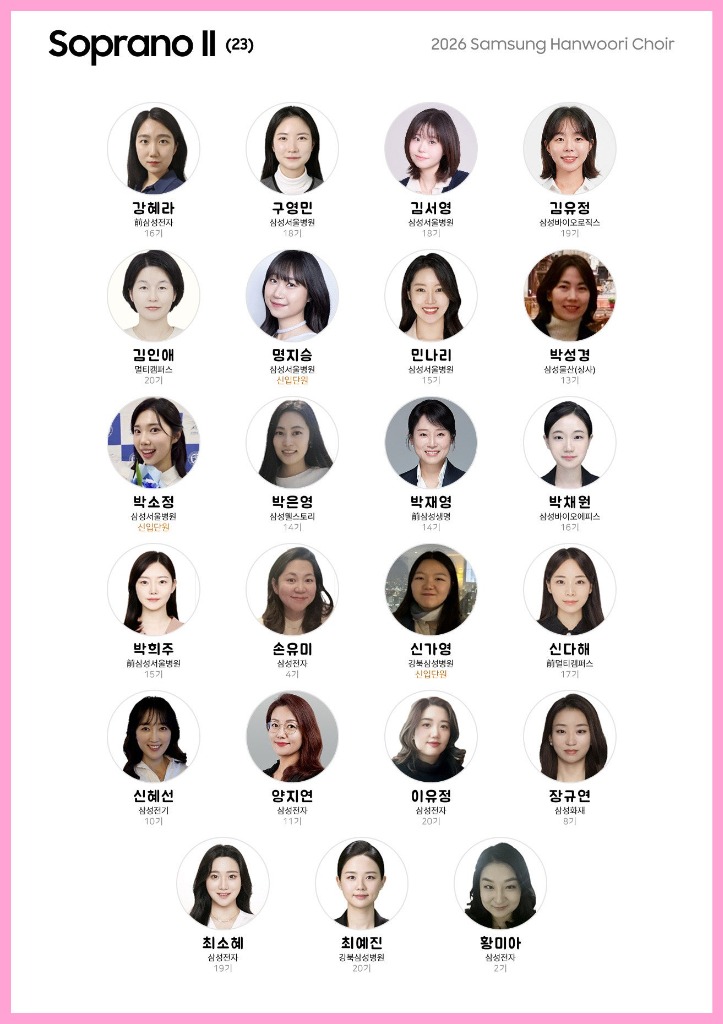 Soprano II (23)
2026 Samsung Hanwoori Choir
강혜라
前삼성전자
16기
구영민
삼성서울병원
18기
김서영
삼성서울병원
18기
김유정
삼성바이오로직스
19기
김인애
멀티캠퍼스
20기
명지승
삼성서울병원
신입단원
민나리
삼성서울병원
15기
박성경
삼성물산(상사)
13기
박소정
삼성서울병원
신입단원
박은영
삼성웰스토리
14기
박재영
前삼성생명
14기
박채원
삼성바이오에피스
16기
박희주
前삼성서울병원
15기
손유미
삼성전자
4기
신가영
강북삼성병원
신입단원
신다해
前멀티캠퍼스
17기
신혜선
삼성전기
10기
양지연
삼성전자
11기
이유정
삼성전자
20기
장규연
삼성화재
8기
최소혜
삼성전자
19기
최예진
강북삼성병원
20기
황미아
삼성전자
2기